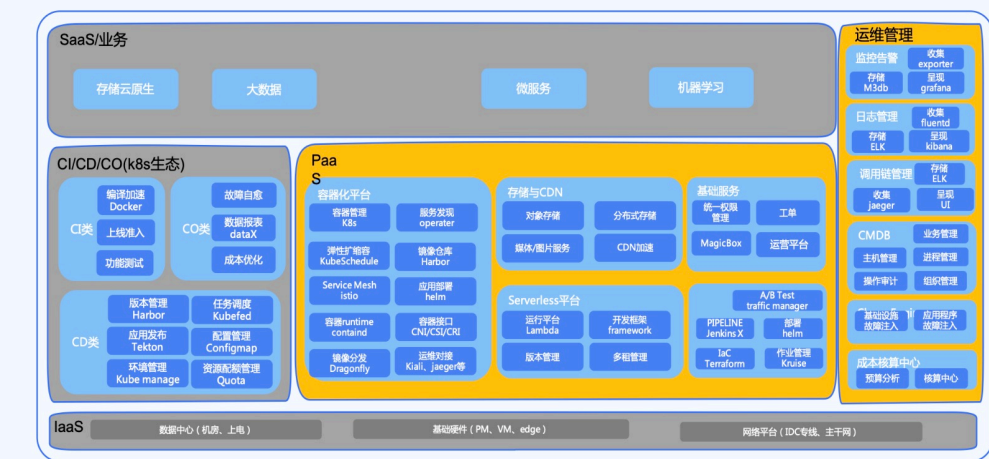 SaaS/业务
存储云原生
大数据
微服务
机器学习
CI/CD/CO(k8s生态)
CI类
编译加速
Docker
上线准入
功能测试
CO类
故障自愈
数据报表
dataX
成本优化
CD类
版本管理
Harbor
任务调度
Kubefed
应用发布
Tekton
配置管理
Configmap
环境管理
Kube manage
资源配额管理
Quota
Paa
S
容器化平台
容器管理
K8s
服务发现
operater
弹性扩缩容
KubeSchedule
镜像仓库
Harbor
Service Mesh
istio
应用部署
helm
容器runtime
containd
容器接口
CNI/CSI/CRI
镜像分发
Dragonfly
运维对接
Kiali、jaeger等
存储与CDN
对象存储
分布式存储
媒体/图片服务
CDN加速
Serverless平台
运行平台
Lambda
开发框架
framework
版本管理
多租管理
基础服务
统一权限
管理
工单
MagicBox
运营平台
A/B Test
traffic manager
PIPELINE
Jenkins X
部署
helm
IaC
Terraform
作业管理
Kruise
运维管理
监控告警
收集
exporter
存储
M3db
呈现
grafana
日志管理
收集
fluentd
存储
ELK
呈现
kibana
调用链管理
存储
ELK
收集
jaeger
呈现
UI
CMDB
业务管理
主机管理
进程管理
操作审计
组织管理
基础设施
故障注入
应用程序
故障注入
成本核算中心
预算分析
核算中心
IaaS
数据中心（机房、上电）
基础硬件（PM、VM、edge）
网络平台（IDC专线、主干网）